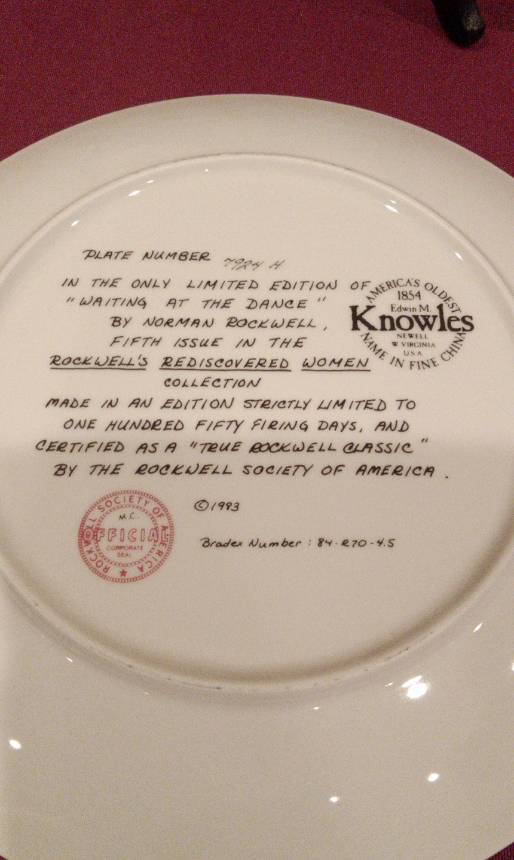 PLATE NUMBER 7924 H
IN THE ONLY LIMITED EDITION OF
"WAITING AT THE DANCE"
BY NORMAN ROCKWELL,
FIFTH ISSUE IN THE
ROCKWELL'S REDISCOVERED WOMEN
COLLECTION
MADE IN AN EDITION STRICTLY LIMITED TO
ONE HUNDRED FIFTY FIRING DAYS, AND
CERTIFIED AS A "TRUE ROCKWELL CLASSIC"
BY THE ROCKWELL SOCIETY OF AMERICA.
AMERICA'S OLDEST
1854
Edwin M.
Knowles
NEWELL
W VIRGINIA
U.S.A.
NAME IN FINE CHINA
ROCKWELL SOCIETY OF AMERICA
M.C.
OFFICIAL
CORPORATE
SEAL
©1983
Bradex Number: 84-R70-4.5